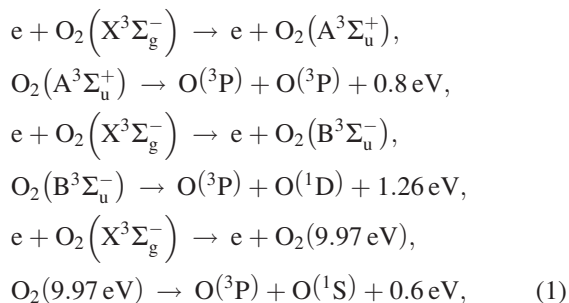 e + O₂(X³Σg⁻) → e + O₂(A³Σu⁺),
O₂(A³Σu⁺) → O(³P) + O(³P) + 0.8 eV,
e + O₂(X³Σg⁻) → e + O₂(B³Σu⁻),
O₂(B³Σu⁻) → O(³P) + O(¹D) + 1.26 eV,
e + O₂(X³Σg⁻) → e + O₂(9.97 eV),
O₂(9.97 eV) → O(³P) + O(¹S) + 0.6 eV, (1)